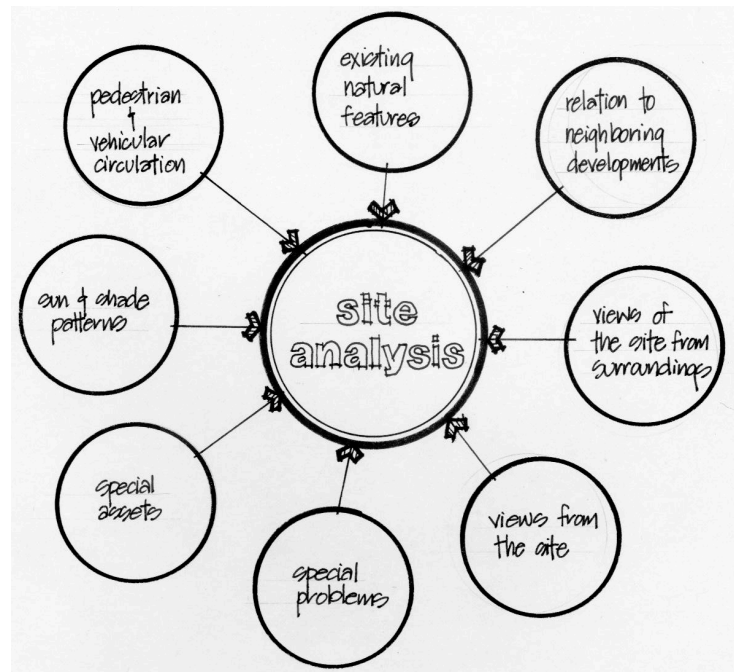 existing
natural
features
relation to
neighboring
developments
views of
the site from
surroundings
views from
the site
special
problems
special
assets
sun & shade
patterns
pedestrian
&
vehicular
circulation
site
analysis